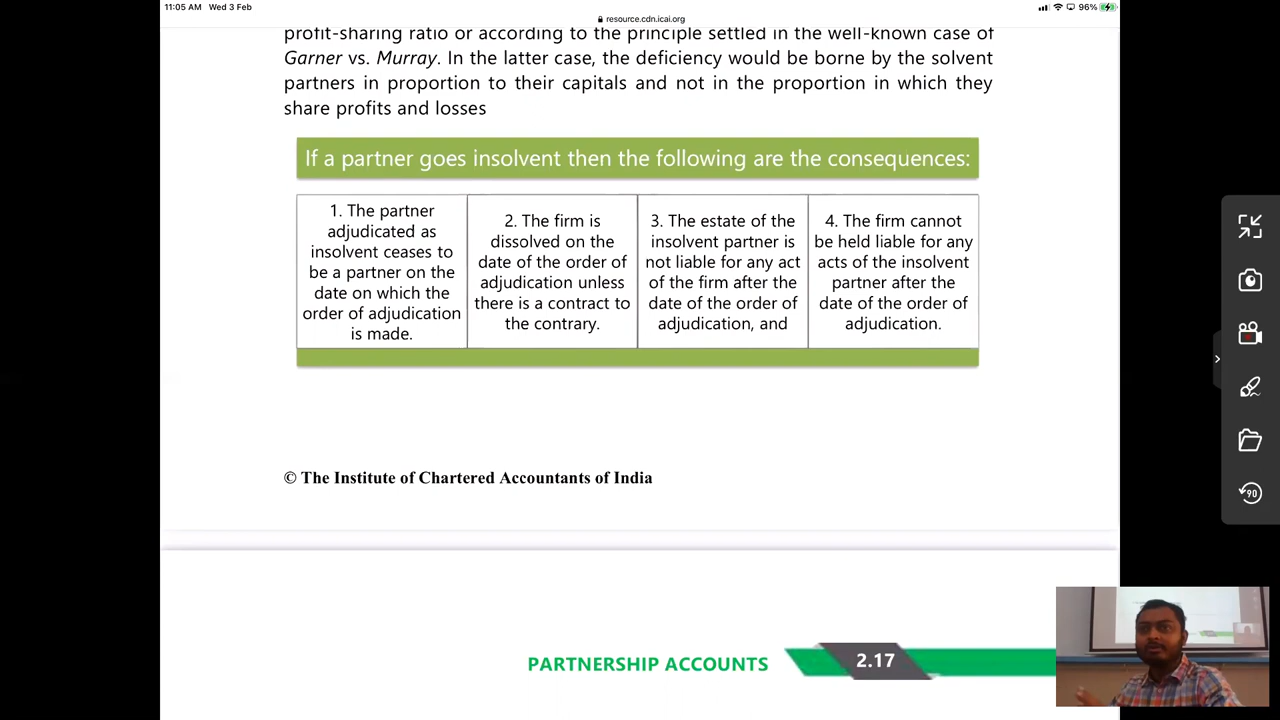 11:05 AM Wed 3 Feb
96%
resource.cdn.icai.org
profit-sharing ratio or according to the principle settled in the well-known case of
Garner vs. Murray. In the latter case, the deficiency would be borne by the solvent
partners in proportion to their capitals and not in the proportion in which they
share profits and losses
If a partner goes insolvent then the following are the consequences:
1. The partner
adjudicated as
insolvent ceases to
be a partner on the
date on which the
order of adjudication
is made.
2. The firm is
dissolved on the
date of the order of
adjudication unless
there is a contract to
the contrary.
3. The estate of the
insolvent partner is
not liable for any act
of the firm after the
date of the order of
adjudication, and
4. The firm cannot
be held liable for any
acts of the insolvent
partner after the
date of the order of
adjudication.
© The Institute of Chartered Accountants of India
PARTNERSHIP ACCOUNTS
2.17
90